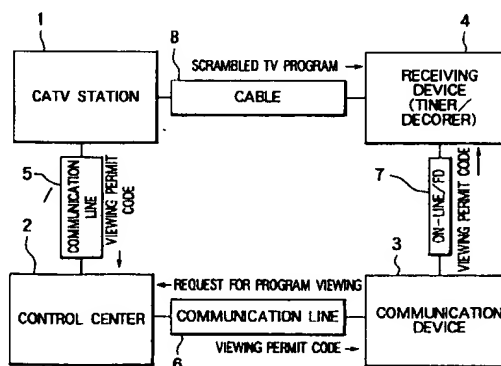 1
8
4
SCRAMBLED TV PROGRAM →
CATV STATION
CABLE
RECEIVING
DEVICE
(TINER/
DECORER)
5
COMMUNICATION
LINE
VIEWING PERMIT
CODE
7
ON-LINE/FD
VIEWING PERMIT CODE
2
3
← REQUEST FOR PROGRAM VIEWING
CONTROL CENTER
COMMUNICATION LINE
COMMUNICATION
DEVICE
6
VIEWING PERMIT CODE →